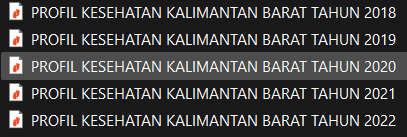 PROFIL KESEHATAN KALIMANTAN BARAT TAHUN 2018
PROFIL KESEHATAN KALIMANTAN BARAT TAHUN 2019
PROFIL KESEHATAN KALIMANTAN BARAT TAHUN 2020
PROFIL KESEHATAN KALIMANTAN BARAT TAHUN 2021
PROFIL KESEHATAN KALIMANTAN BARAT TAHUN 2022